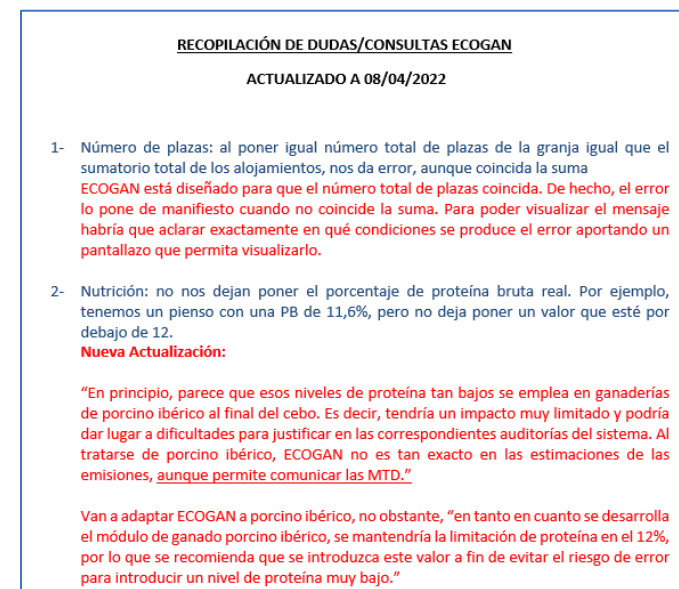 RECOPILACIÓN DE DUDAS/CONSULTAS ECOGAN
ACTUALIZADO A 08/04/2022
1- Número de plazas: al poner igual número total de plazas de la granja igual que el
sumatorio total de los alojamientos, nos da error, aunque coincida la suma
ECOGAN está diseñado para que el número total de plazas coincida. De hecho, el error
lo pone de manifiesto cuando no coincide la suma. Para poder visualizar el mensaje
habría que aclarar exactamente en qué condiciones se produce el error aportando un
pantallazo que permita visualizarlo.
2- Nutrición: no nos dejan poner el porcentaje de proteína bruta real. Por ejemplo,
tenemos un pienso con una PB de 11,6%, pero no deja poner un valor que esté por
debajo de 12.
Nueva Actualización:
“En principio, parece que esos niveles de proteína tan bajos se emplea en ganaderías
de porcino ibérico al final del cebo. Es decir, tendría un impacto muy limitado y podría
dar lugar a dificultades para justificar en las correspondientes auditorías del sistema. Al
tratarse de porcino ibérico, ECOGAN no es tan exacto en las estimaciones de las
emisiones, aunque permite comunicar las MTD.”
Van a adaptar ECOGAN a porcino ibérico, no obstante, “en tanto en cuanto se desarrolla
el módulo de ganado porcino ibérico, se mantendría la limitación de proteína en el 12%,
por lo que se recomienda que se introduzca este valor a fin de evitar el riesgo de error
para introducir un nivel de proteína muy bajo.”